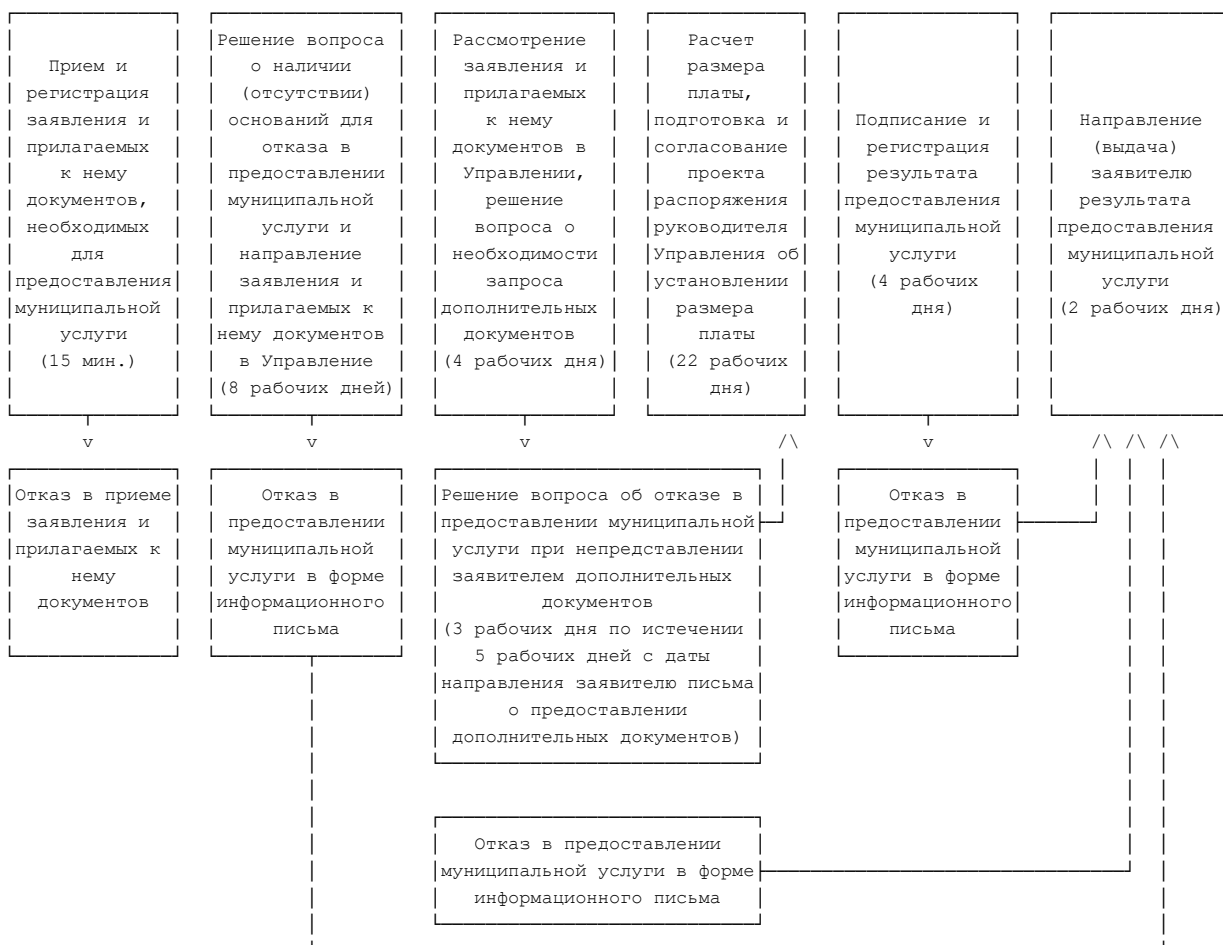 Прием и
регистрация
заявления и
прилагаемых
к нему
документов,
необходимых
для
предоставления
муниципальной
услуги
(15 мин.)
Решение вопроса
о наличии
(отсутствии)
оснований для
отказа в
предоставлении
муниципальной
услуги и
направление
заявления и
прилагаемых к
нему документов
в Управление
(8 рабочих дней)
Рассмотрение
заявления и
прилагаемых
к нему
документов в
Управлении,
решение
вопроса о
необходимости
запроса
дополнительных
документов
(4 рабочих дня)
Расчет
размера
платы,
подготовка и
согласование
проекта
распоряжения
руководителя
Управления об
установлении
размера
платы
(22 рабочих
дня)
Подписание и
регистрация
результата
предоставления
муниципальной
услуги
(4 рабочих
дня)
Направление
(выдача)
заявителю
результата
предоставления
муниципальной
услуги
(2 рабочих дня)
Отказ в приеме
заявления и
прилагаемых к
нему
документов
Отказ в
предоставлении
муниципальной
услуги в форме
информационного
письма
Решение вопроса об отказе в
предоставлении муниципальной
услуги при непредставлении
заявителем дополнительных
документов
(3 рабочих дня по истечении
5 рабочих дней с даты
направления заявителю письма
о предоставлении
дополнительных документов)
Отказ в
предоставлении
муниципальной
услуги в форме
информационного
письма
Отказ в предоставлении
муниципальной услуги в форме
информационного письма